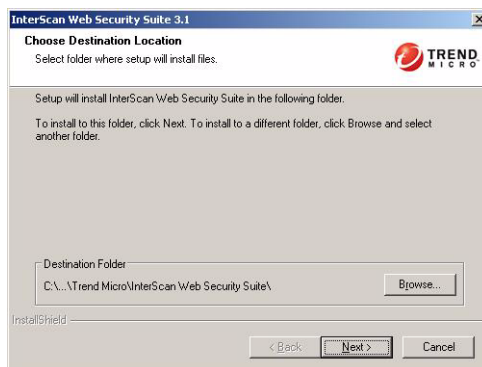 InterScan Web Security Suite 3.1
Choose Destination Location
Select folder where setup will install files.
TREND
MICRO
Setup will install InterScan Web Security Suite in the following folder.
To install to this folder, click Next. To install to a different folder, click Browse and select
another folder.
Destination Folder
C:\...\Trend Micro\InterScan Web Security Suite\
Browse...
InstallShield
< Back
Next >
Cancel